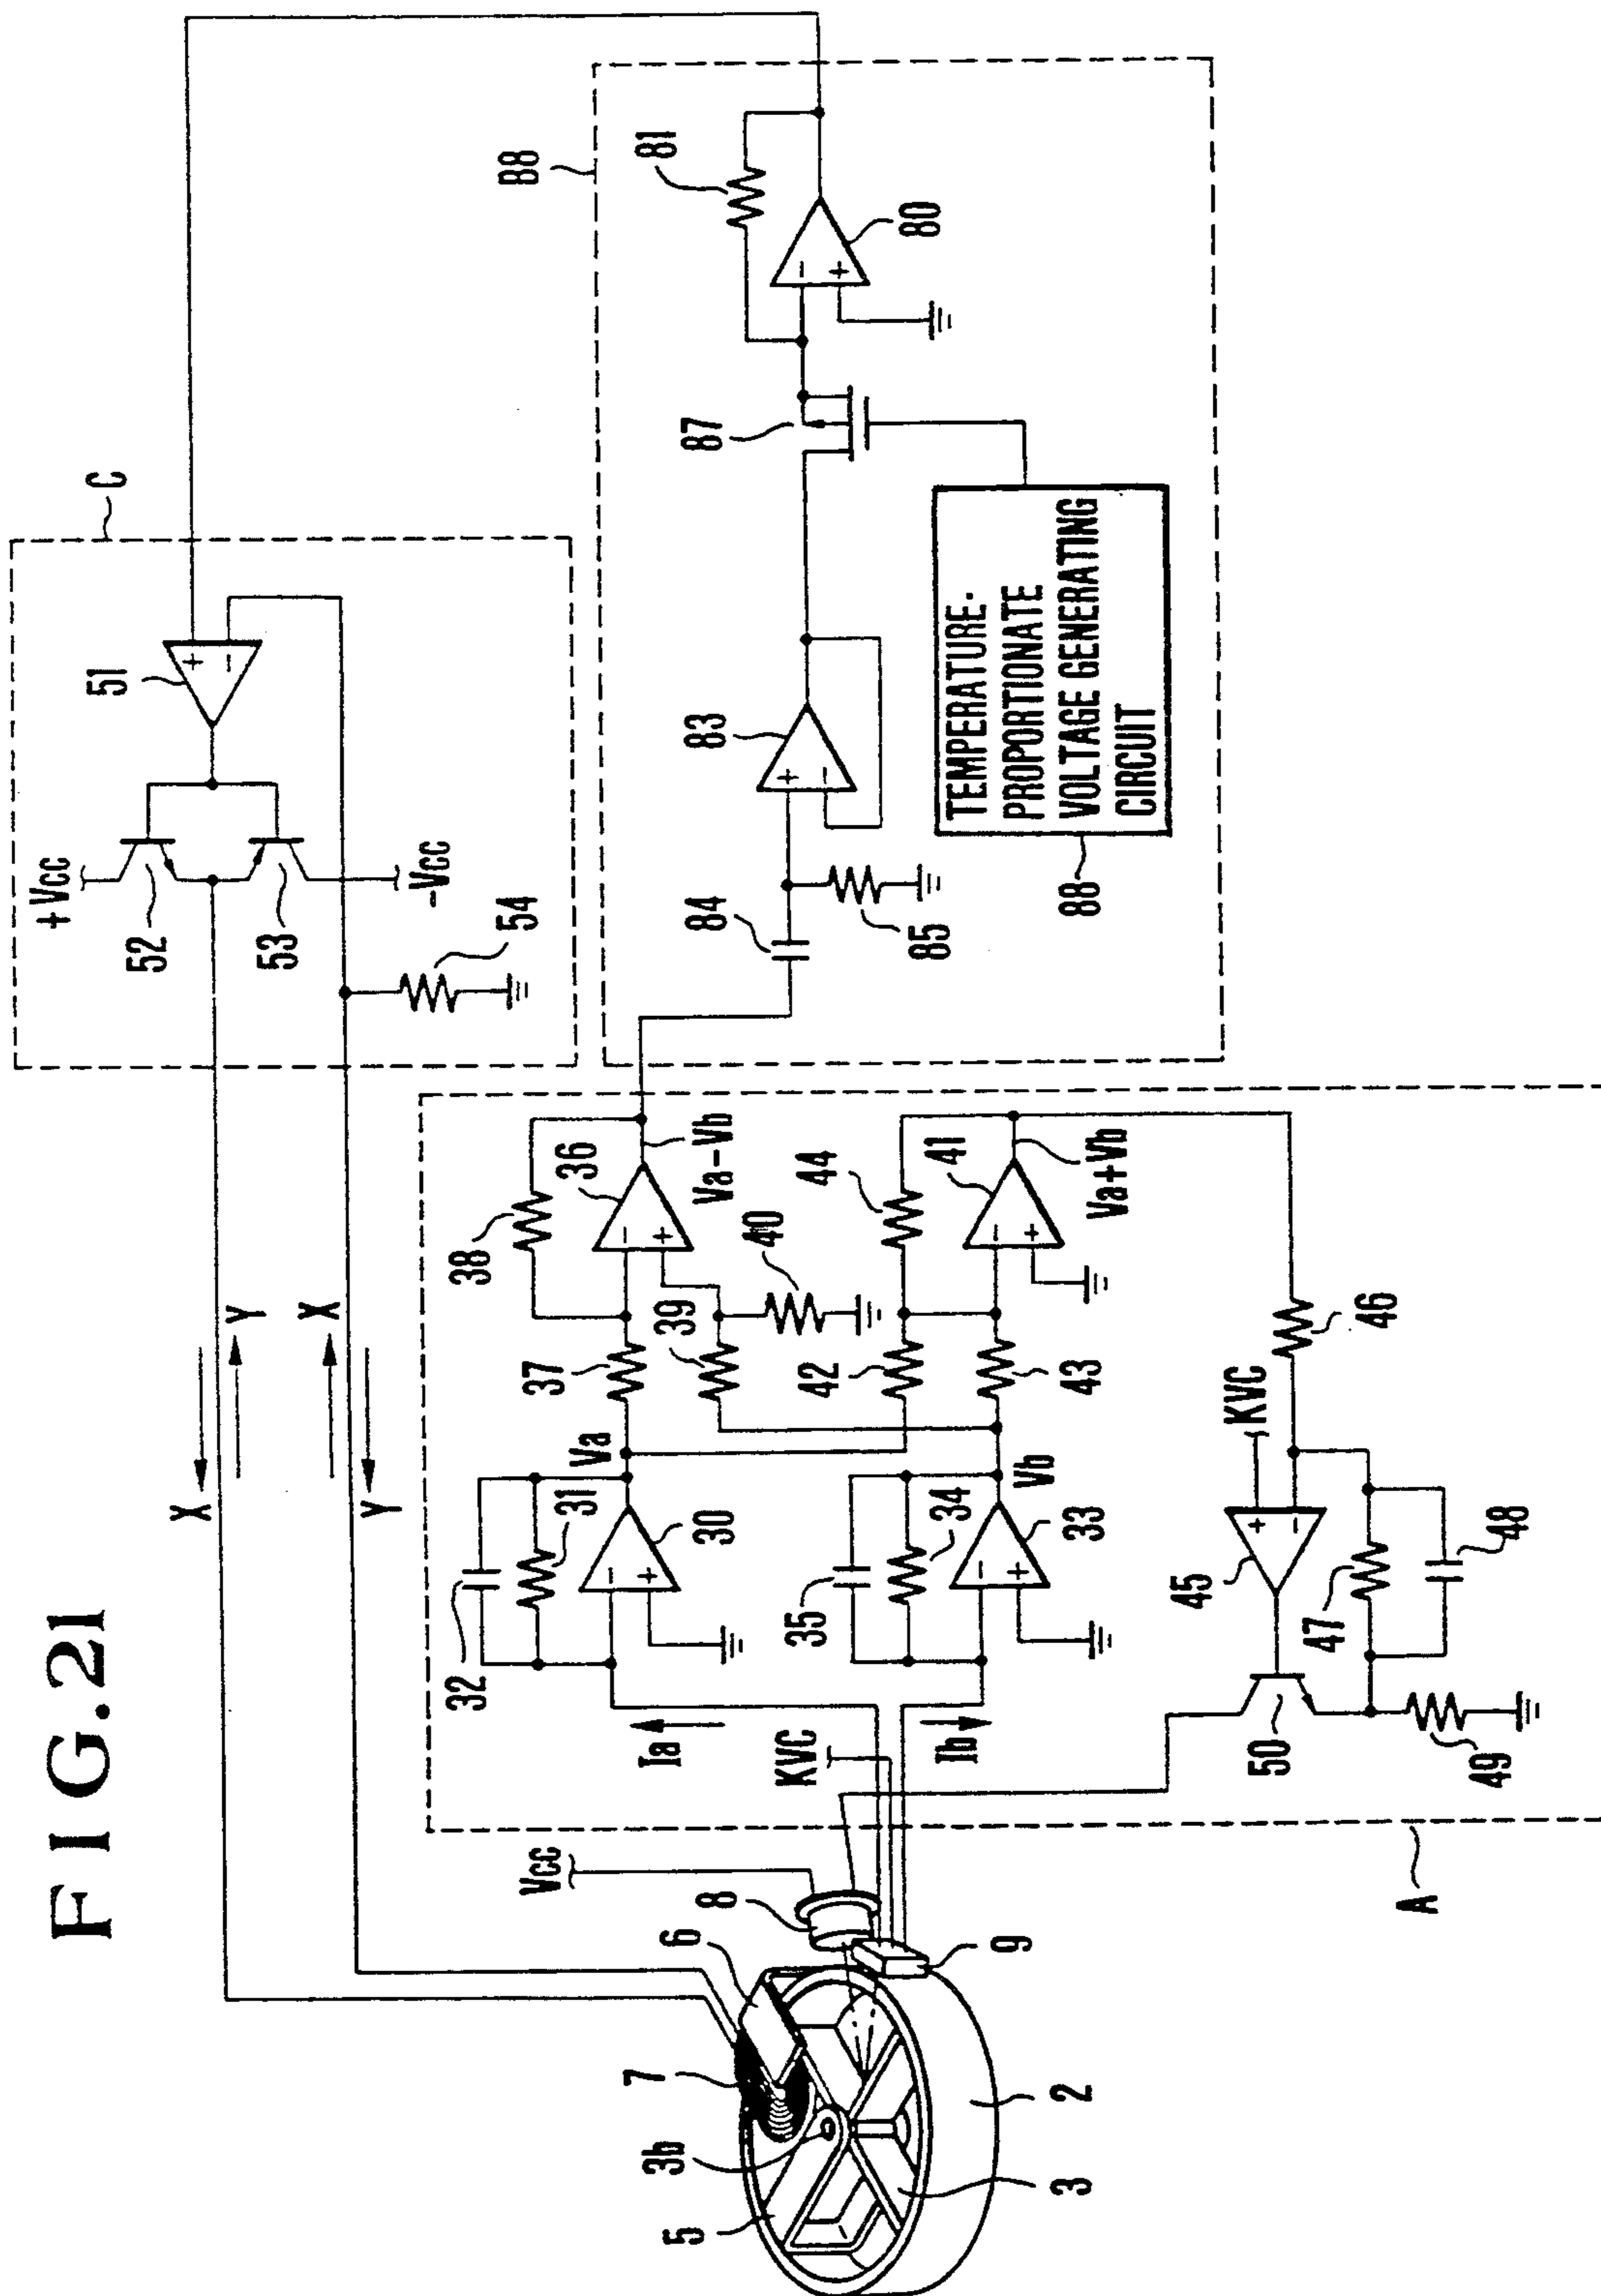 FIG.21
C
+Vcc
52
53
-Vcc
51
54
X
Y
X
Y
88
84
85
83
87
81
80
TEMPERATURE-
PROPORTIONATE
VOLTAGE GENERATING
CIRCUIT
88
32
31
30
Va
37
38
36
Va-Vb
39
40
35
34
33
Vb
42
43
44
41
Va+Vb
Ia
KVC
Ib
KVC
45
46
47
48
49
50
A
Vcc
8
9
6
7
3b
5
3
2